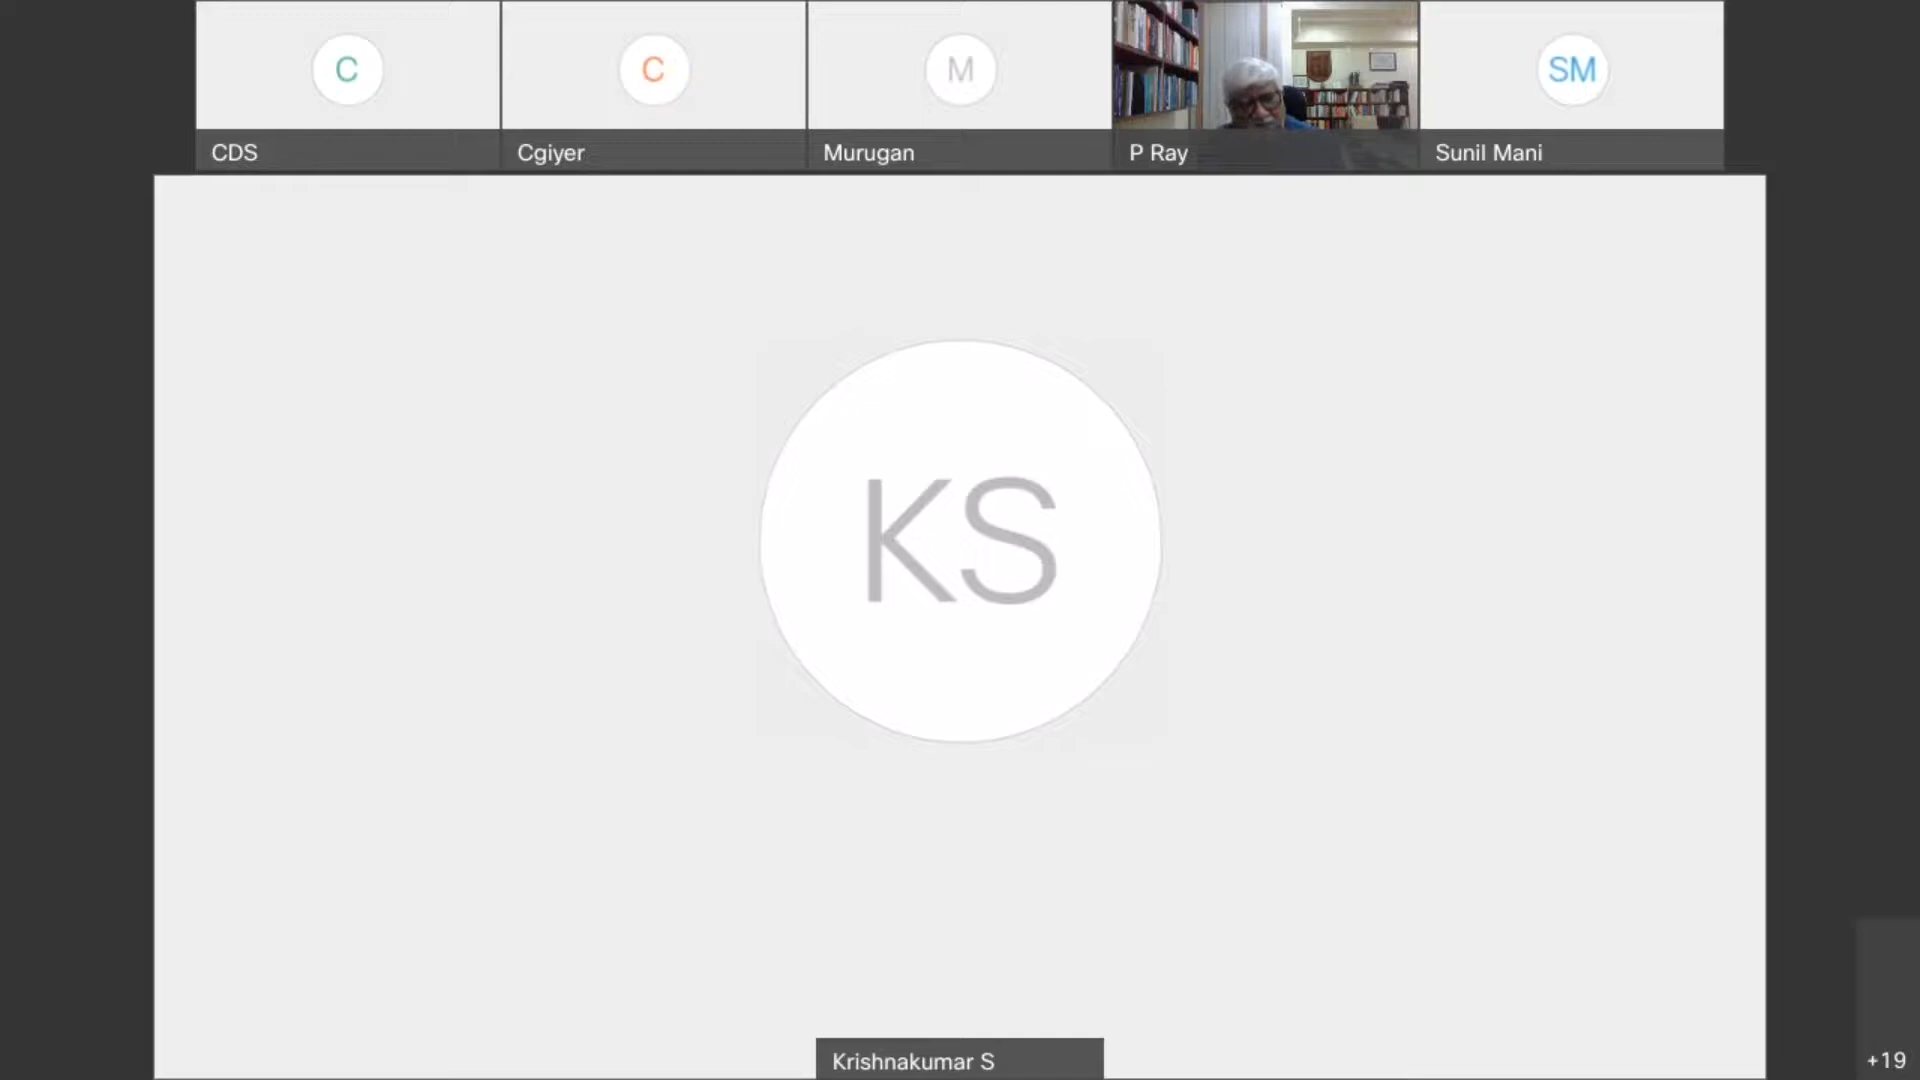 C
C
M
SM
CDS
Cgiyer
Murugan
P Ray
Sunil Mani
KS
Krishnakumar S
+19